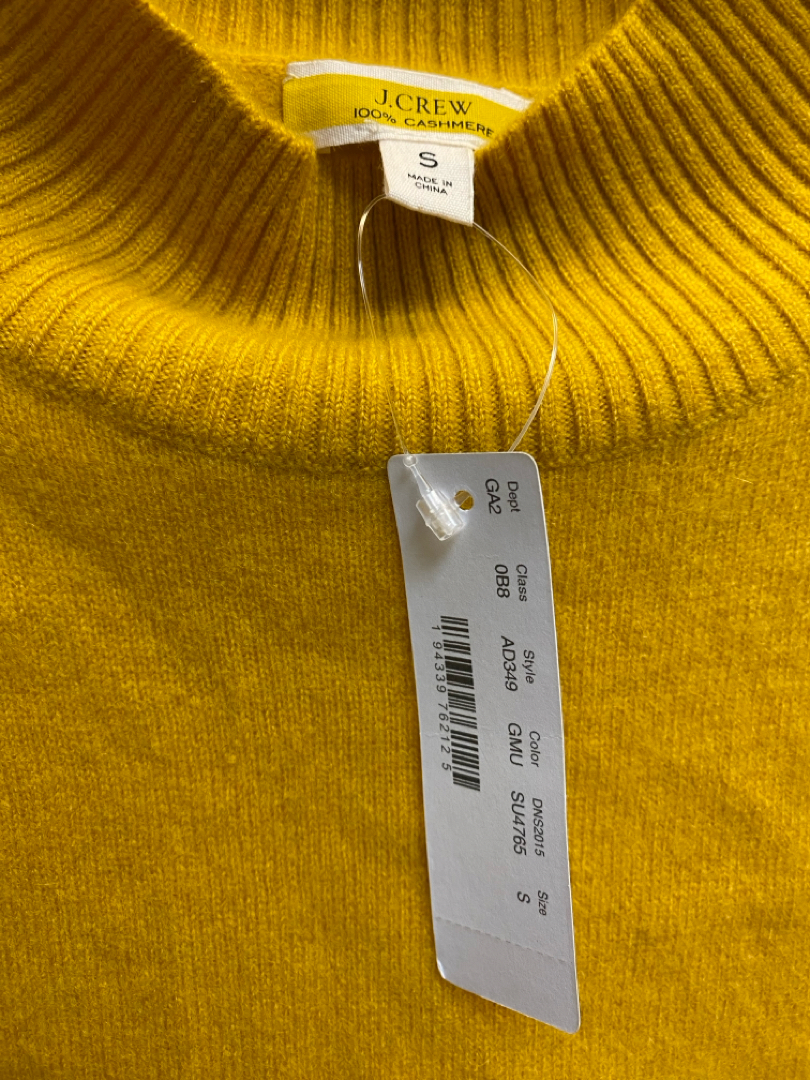 J.CREW
100% CASHMERE
S
MADE IN
CHINA
Dept Class Style Color DNS2015 Size
GA2 0B8 AD349 GMU SU4765 S
1 94339 76212 5